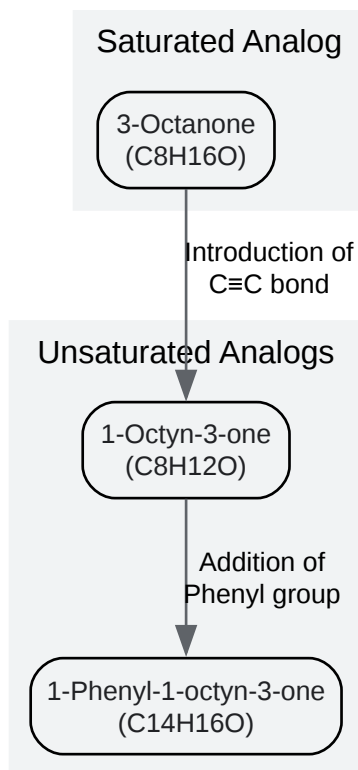 Saturated Analog
3-Octanone
(C8H16O)
Introduction of
C≡C bond
Unsaturated Analogs
1-Octyn-3-one
(C8H12O)
Addition of
Phenyl group
1-Phenyl-1-octyn-3-one
(C14H16O)